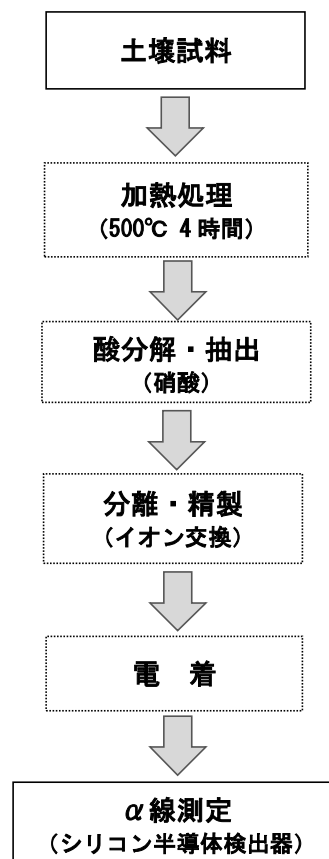 土壌試料
加熱処理
(500℃ 4時間)
酸分解・抽出
(硝酸)
分離・精製
(イオン交換)
電　着
α線測定
(シリコン半導体検出器)